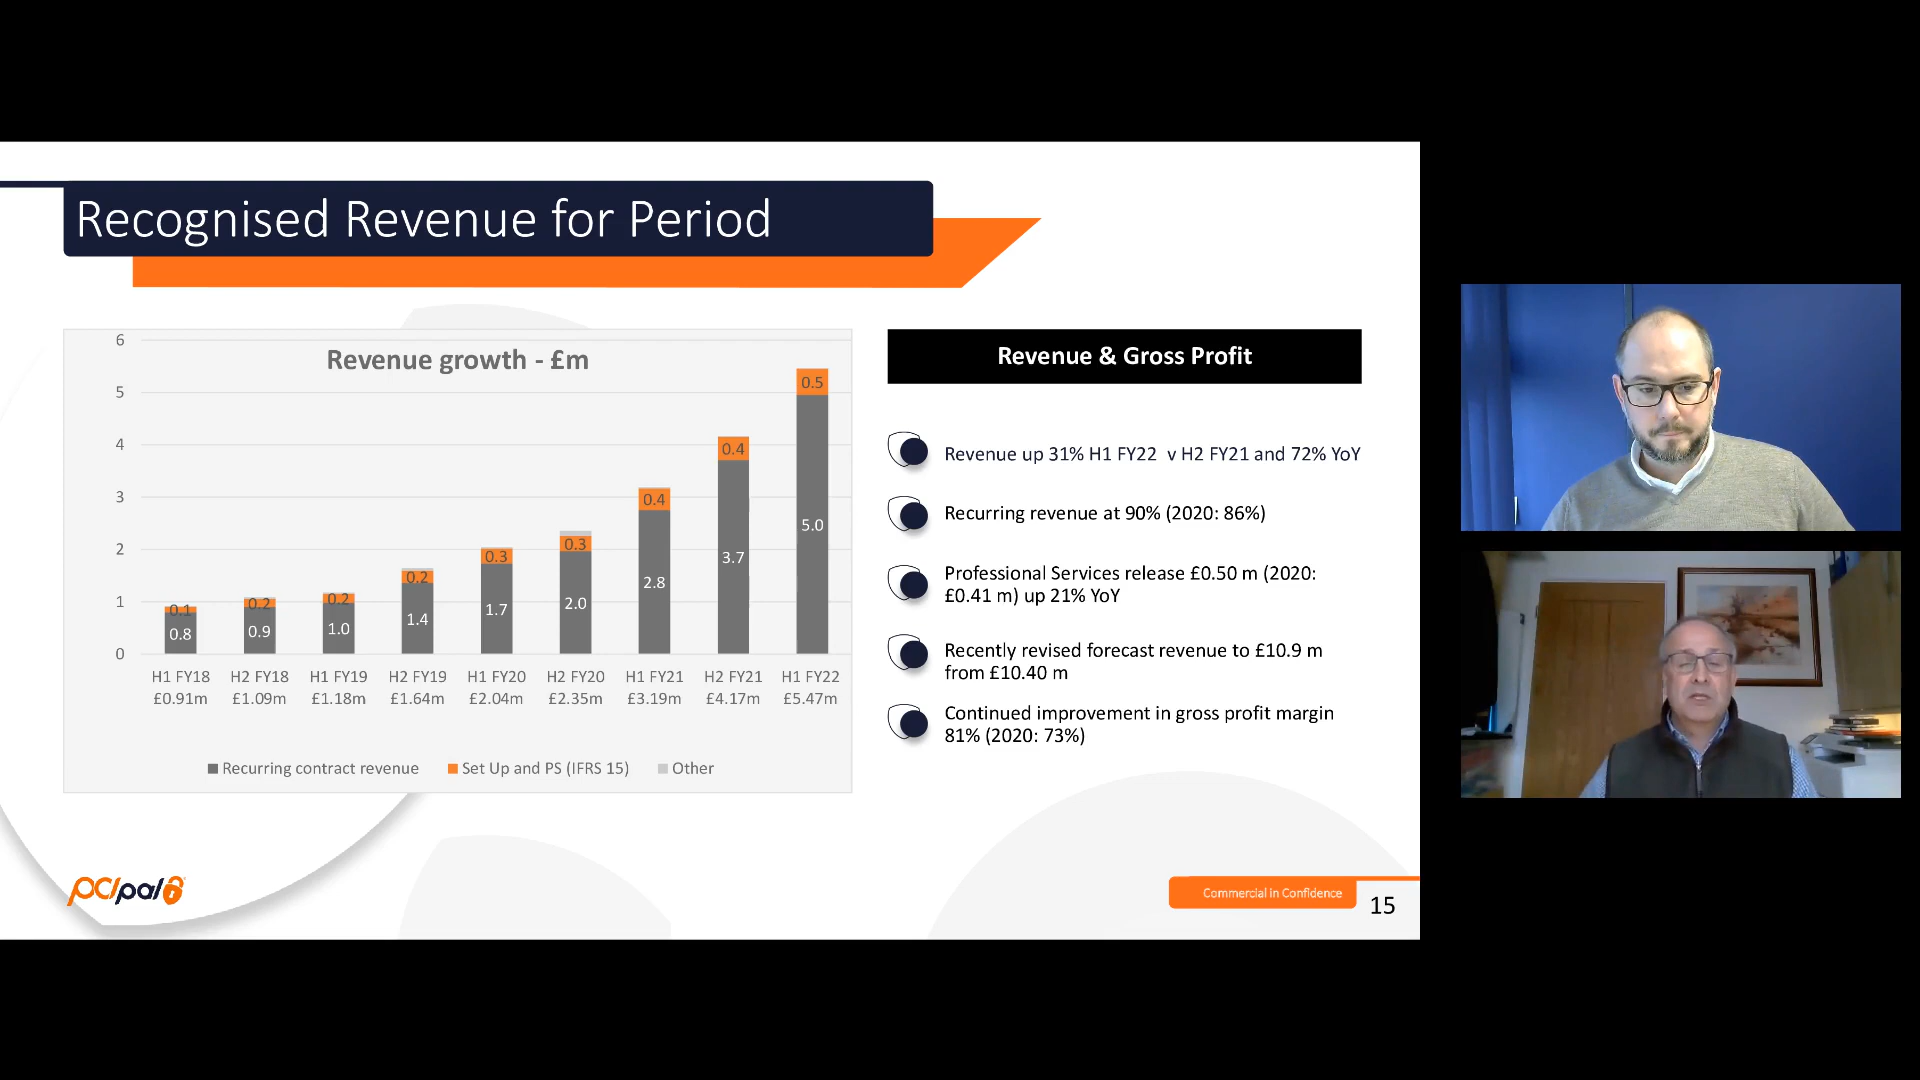 Recognised Revenue for Period
Revenue growth - £m
6
5
4
3
2
1
0
0.1
0.8
0.2
0.9
0.2
1.0
0.2
1.4
0.3
1.7
0.3
2.0
0.4
2.8
0.4
3.7
0.5
5.0
H1 FY18 H2 FY18 H1 FY19 H2 FY19 H1 FY20 H2 FY20 H1 FY21 H2 FY21 H1 FY22
£0.91m £1.09m £1.18m £1.64m £2.04m £2.35m £3.19m £4.17m £5.47m
Recurring contract revenue Set Up and PS (IFRS 15) Other
Revenue & Gross Profit
Revenue up 31% H1 FY22 v H2 FY21 and 72% YoY
Recurring revenue at 90% (2020: 86%)
Professional Services release £0.50 m (2020:
£0.41 m) up 21% YoY
Recently revised forecast revenue to £10.9 m
from £10.40 m
Continued improvement in gross profit margin
81% (2020: 73%)
pci pal
Commercial in Confidence
15